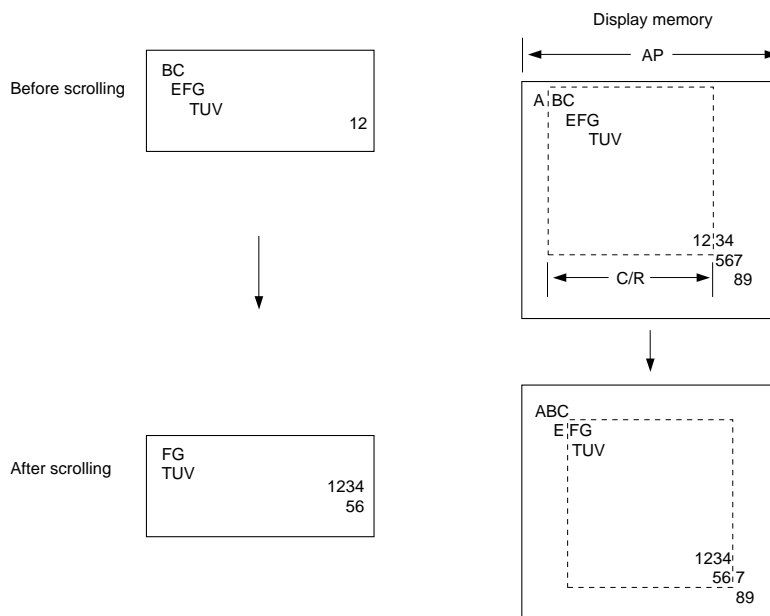 Display memory
AP
Before scrolling
BC
EFG
TUV
12
A BC
EFG
TUV
12 34
567
89
C/R
After scrolling
FG
TUV
1234
56
ABC
E FG
TUV
1234
56 7
89